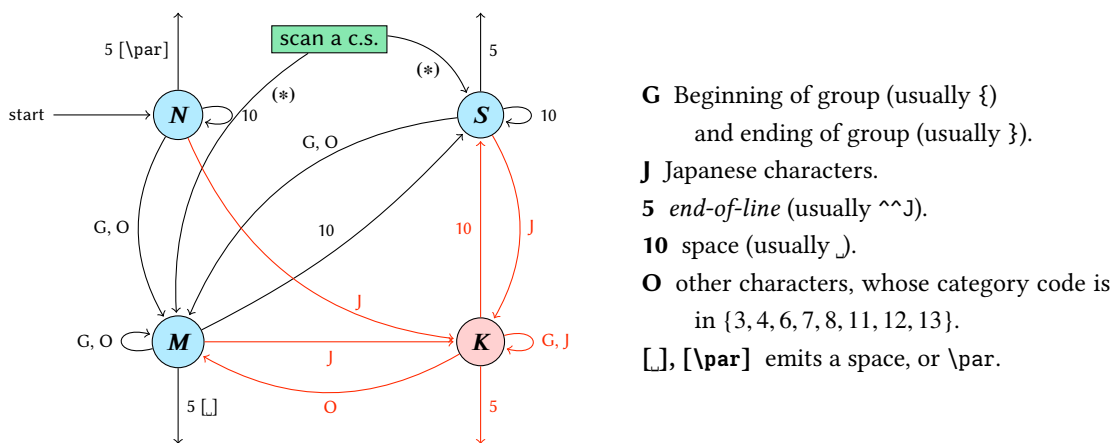 5 [\par]
scan a c.s.
5
(∗)
(∗)
start
N
10
S
10
G, O
G, O
10
10
J
J
G, O
M
J
K
G, J
O
5 [␣]
5
G Beginning of group (usually {)
and ending of group (usually }).
J Japanese characters.
5 end-of-line (usually ^^J).
10 space (usually ␣).
O other characters, whose category code is
in {3, 4, 6, 7, 8, 11, 12, 13}.
[␣], [\par] emits a space, or \par.